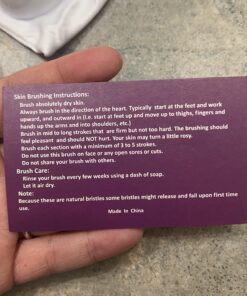 Skin Brushing Instructions:
Brush absolutely dry skin.
Always brush in the direction of the heart. Typically start at the feet and work
upward, and outward in (I.e. start at feet up and move up to thighs, fingers and
hands up the arms and into shoulders, etc.)
Brush in mid to long strokes that are firm but not too hard. The brushing should
feel pleasant and should NOT hurt. Your skin may turn a little rosy.
Brush each section with a minimum of 3 to 5 strokes.
Do not use this brush on face or any open sores or cuts.
Do not share your brush with others.
Brush Care:
Rinse your brush every few weeks using a dash of soap.
Let it air dry.
Note:
Because these are natural bristles some bristles might release and fall upon first time
use.
Made In China